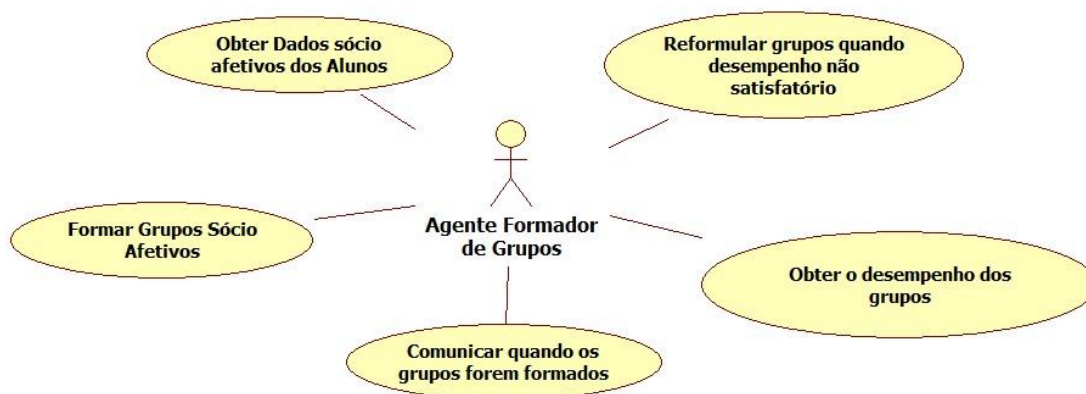 Obter Dados sócio
afetivos dos Alunos
Reformular grupos quando
desempenho não
satisfatório
Formar Grupos Sócio
Afetivos
Agente Formador
de Grupos
Obter o desempenho dos
grupos
Comunicar quando os
grupos forem formados